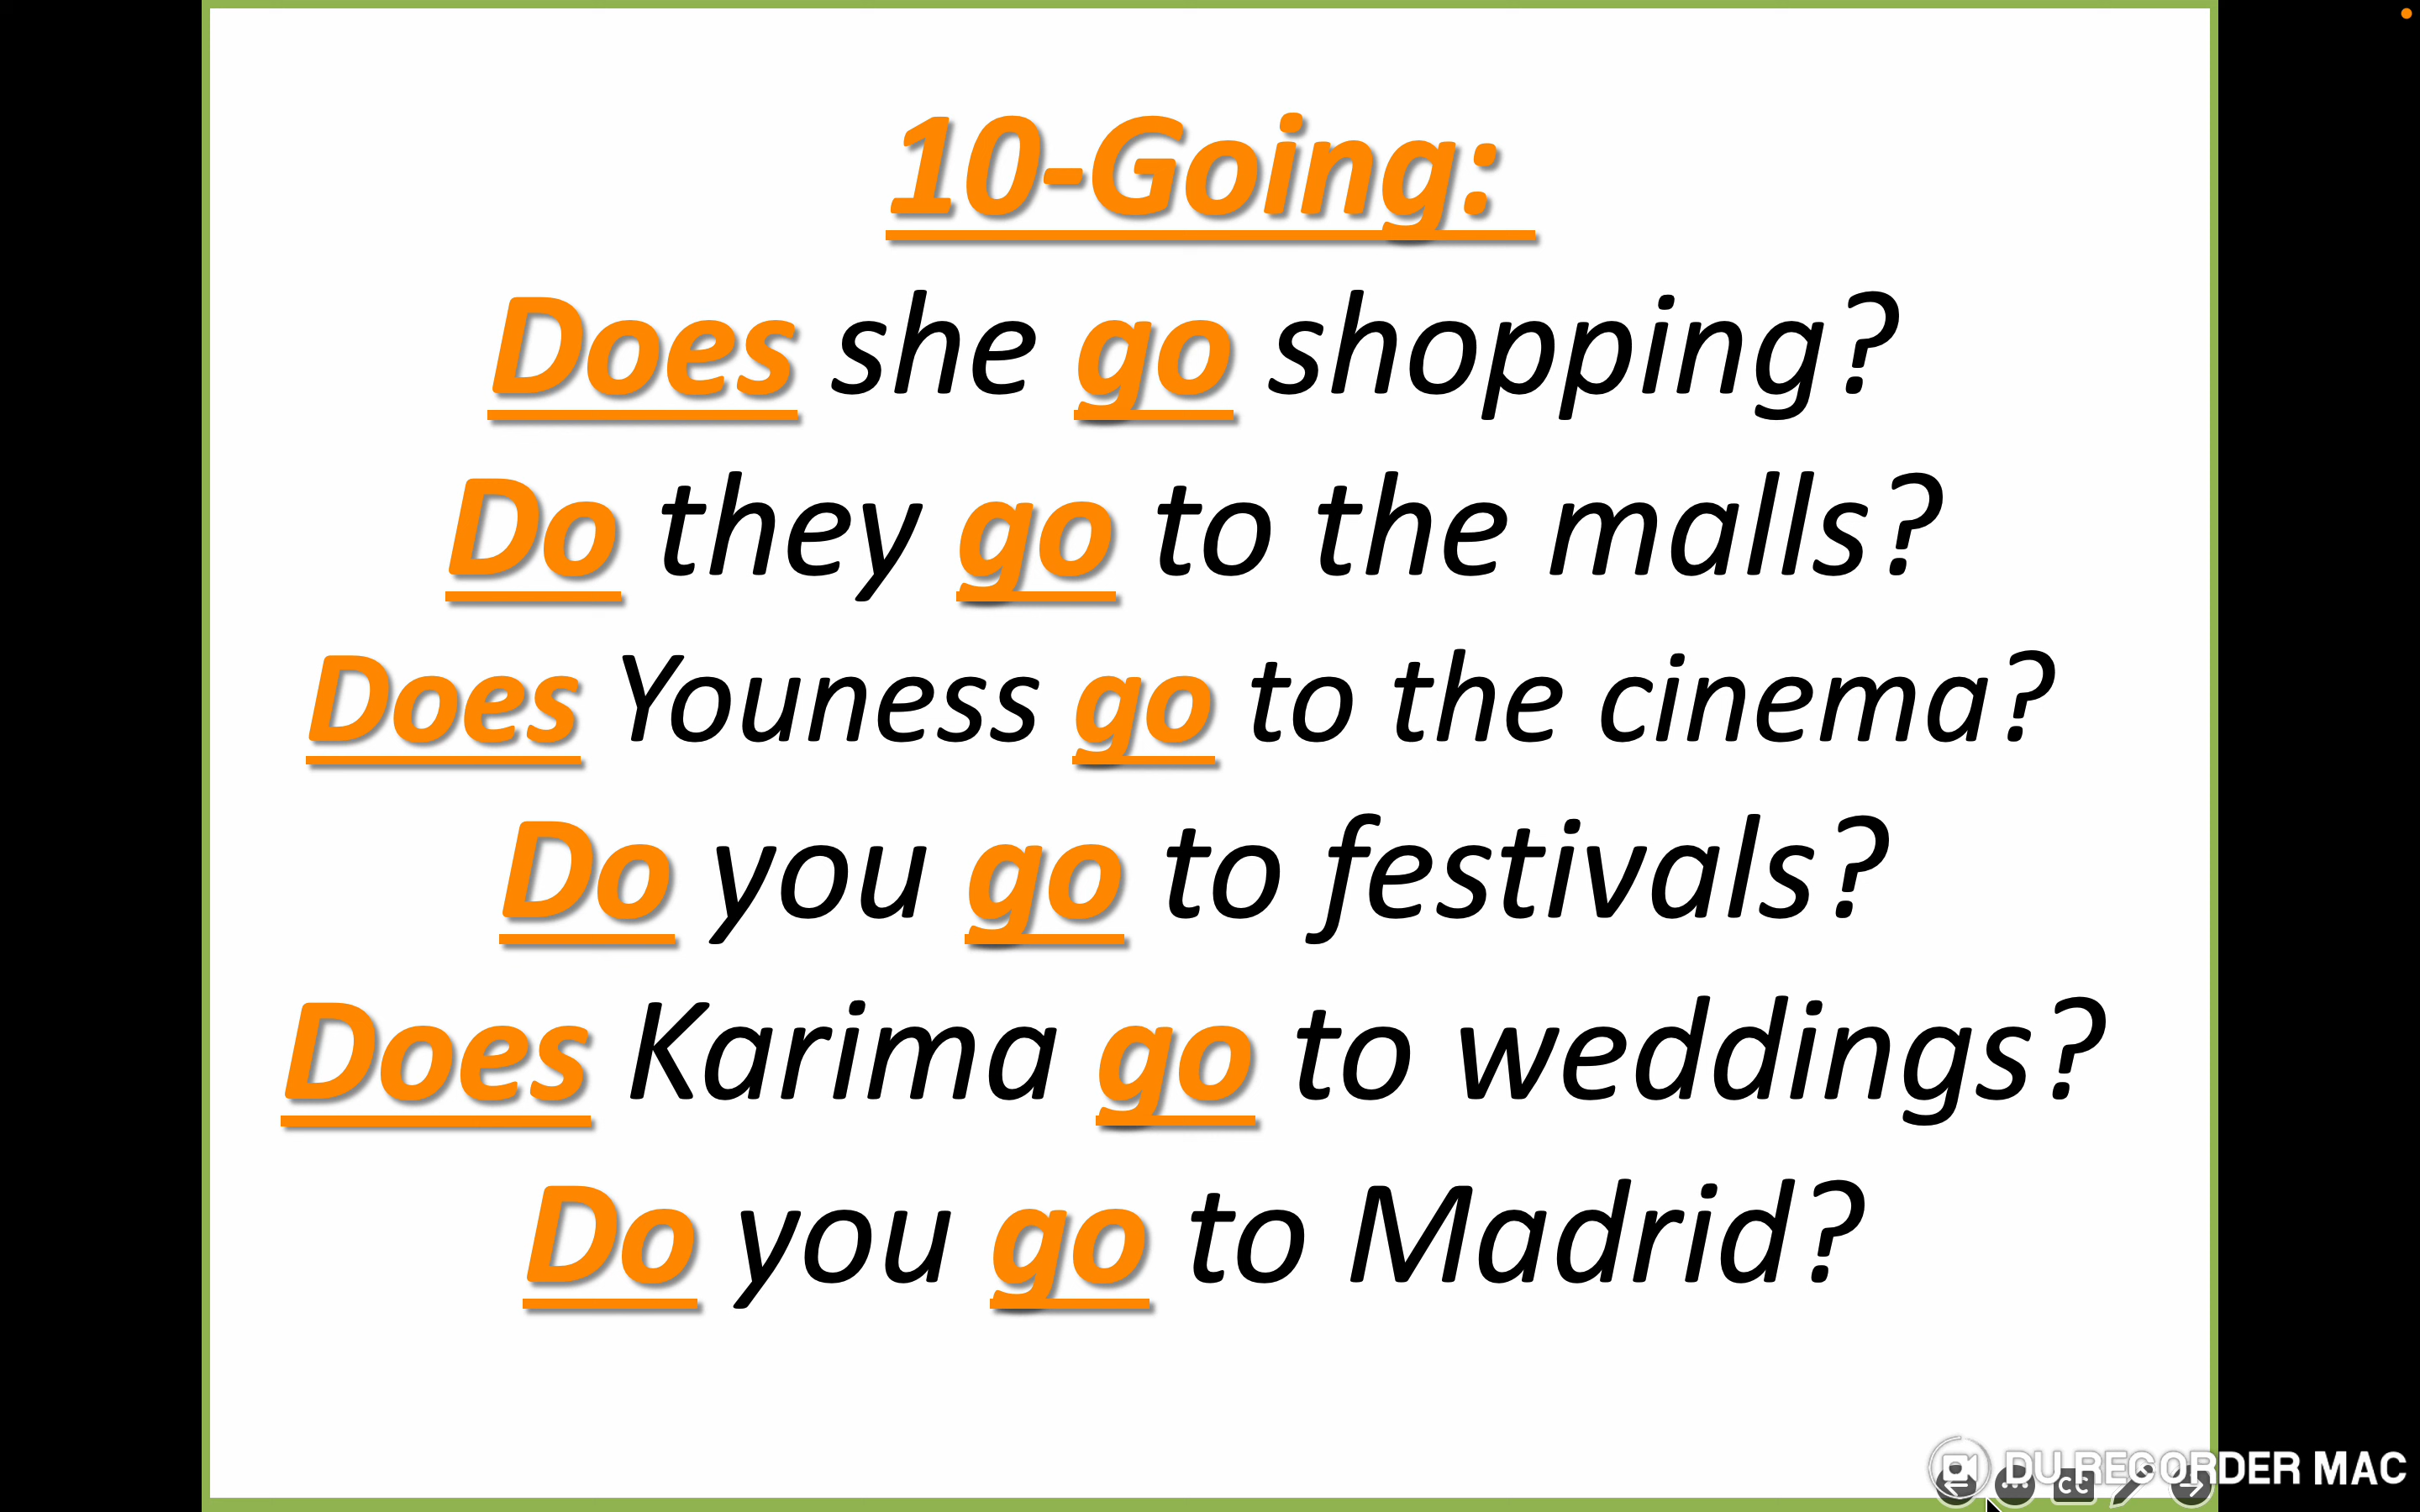 10-Going:
Does she go shopping?
Do they go to the malls?
Does Youness go to the cinema?
Do you go to festivals?
Does Karima go to weddings?
Do you go to Madrid?
DU RECORDER MAC
CC